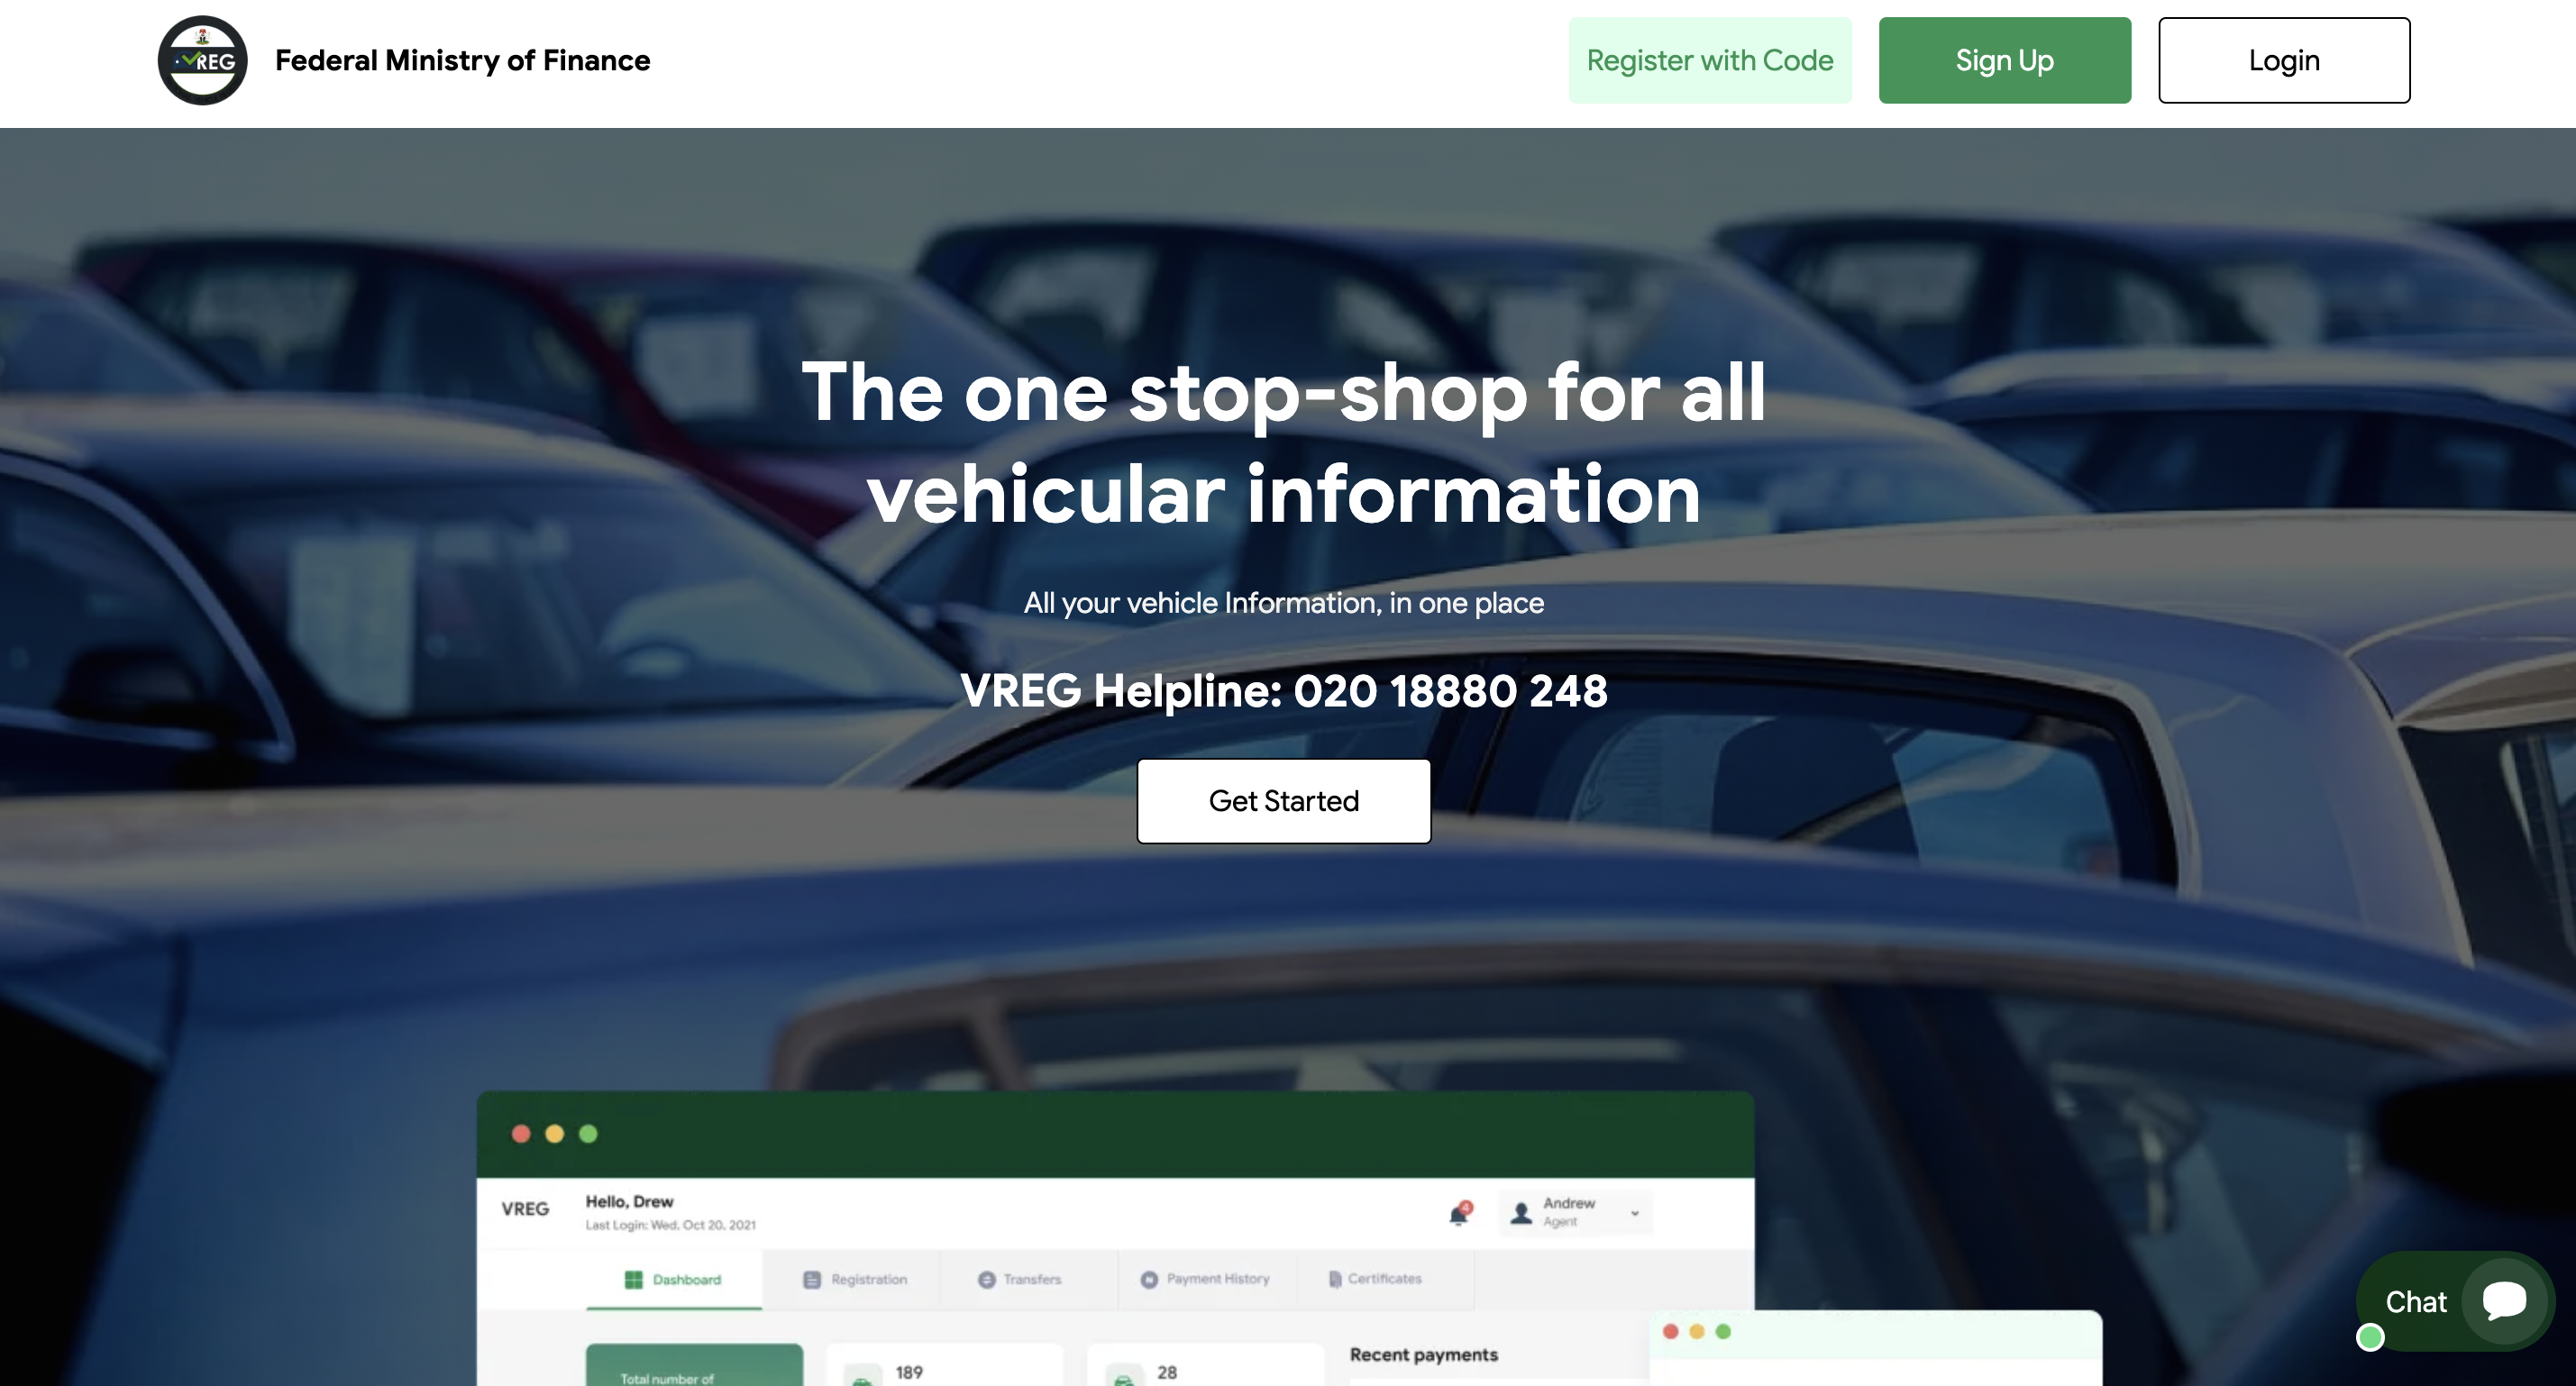 VREG
Federal Ministry of Finance
Register with Code
Sign Up
Login
The one stop-shop for all
vehicular information
All your vehicle Information, in one place
VREG Helpline: 020 18880 248
Get Started
VREG
Hello, Drew
Last Login: Wed, Oct 20, 2021
4
Andrew
Agent
Dashboard
Registration
Transfers
Payment History
Certificates
Total number of
189
28
Recent payments
Chat